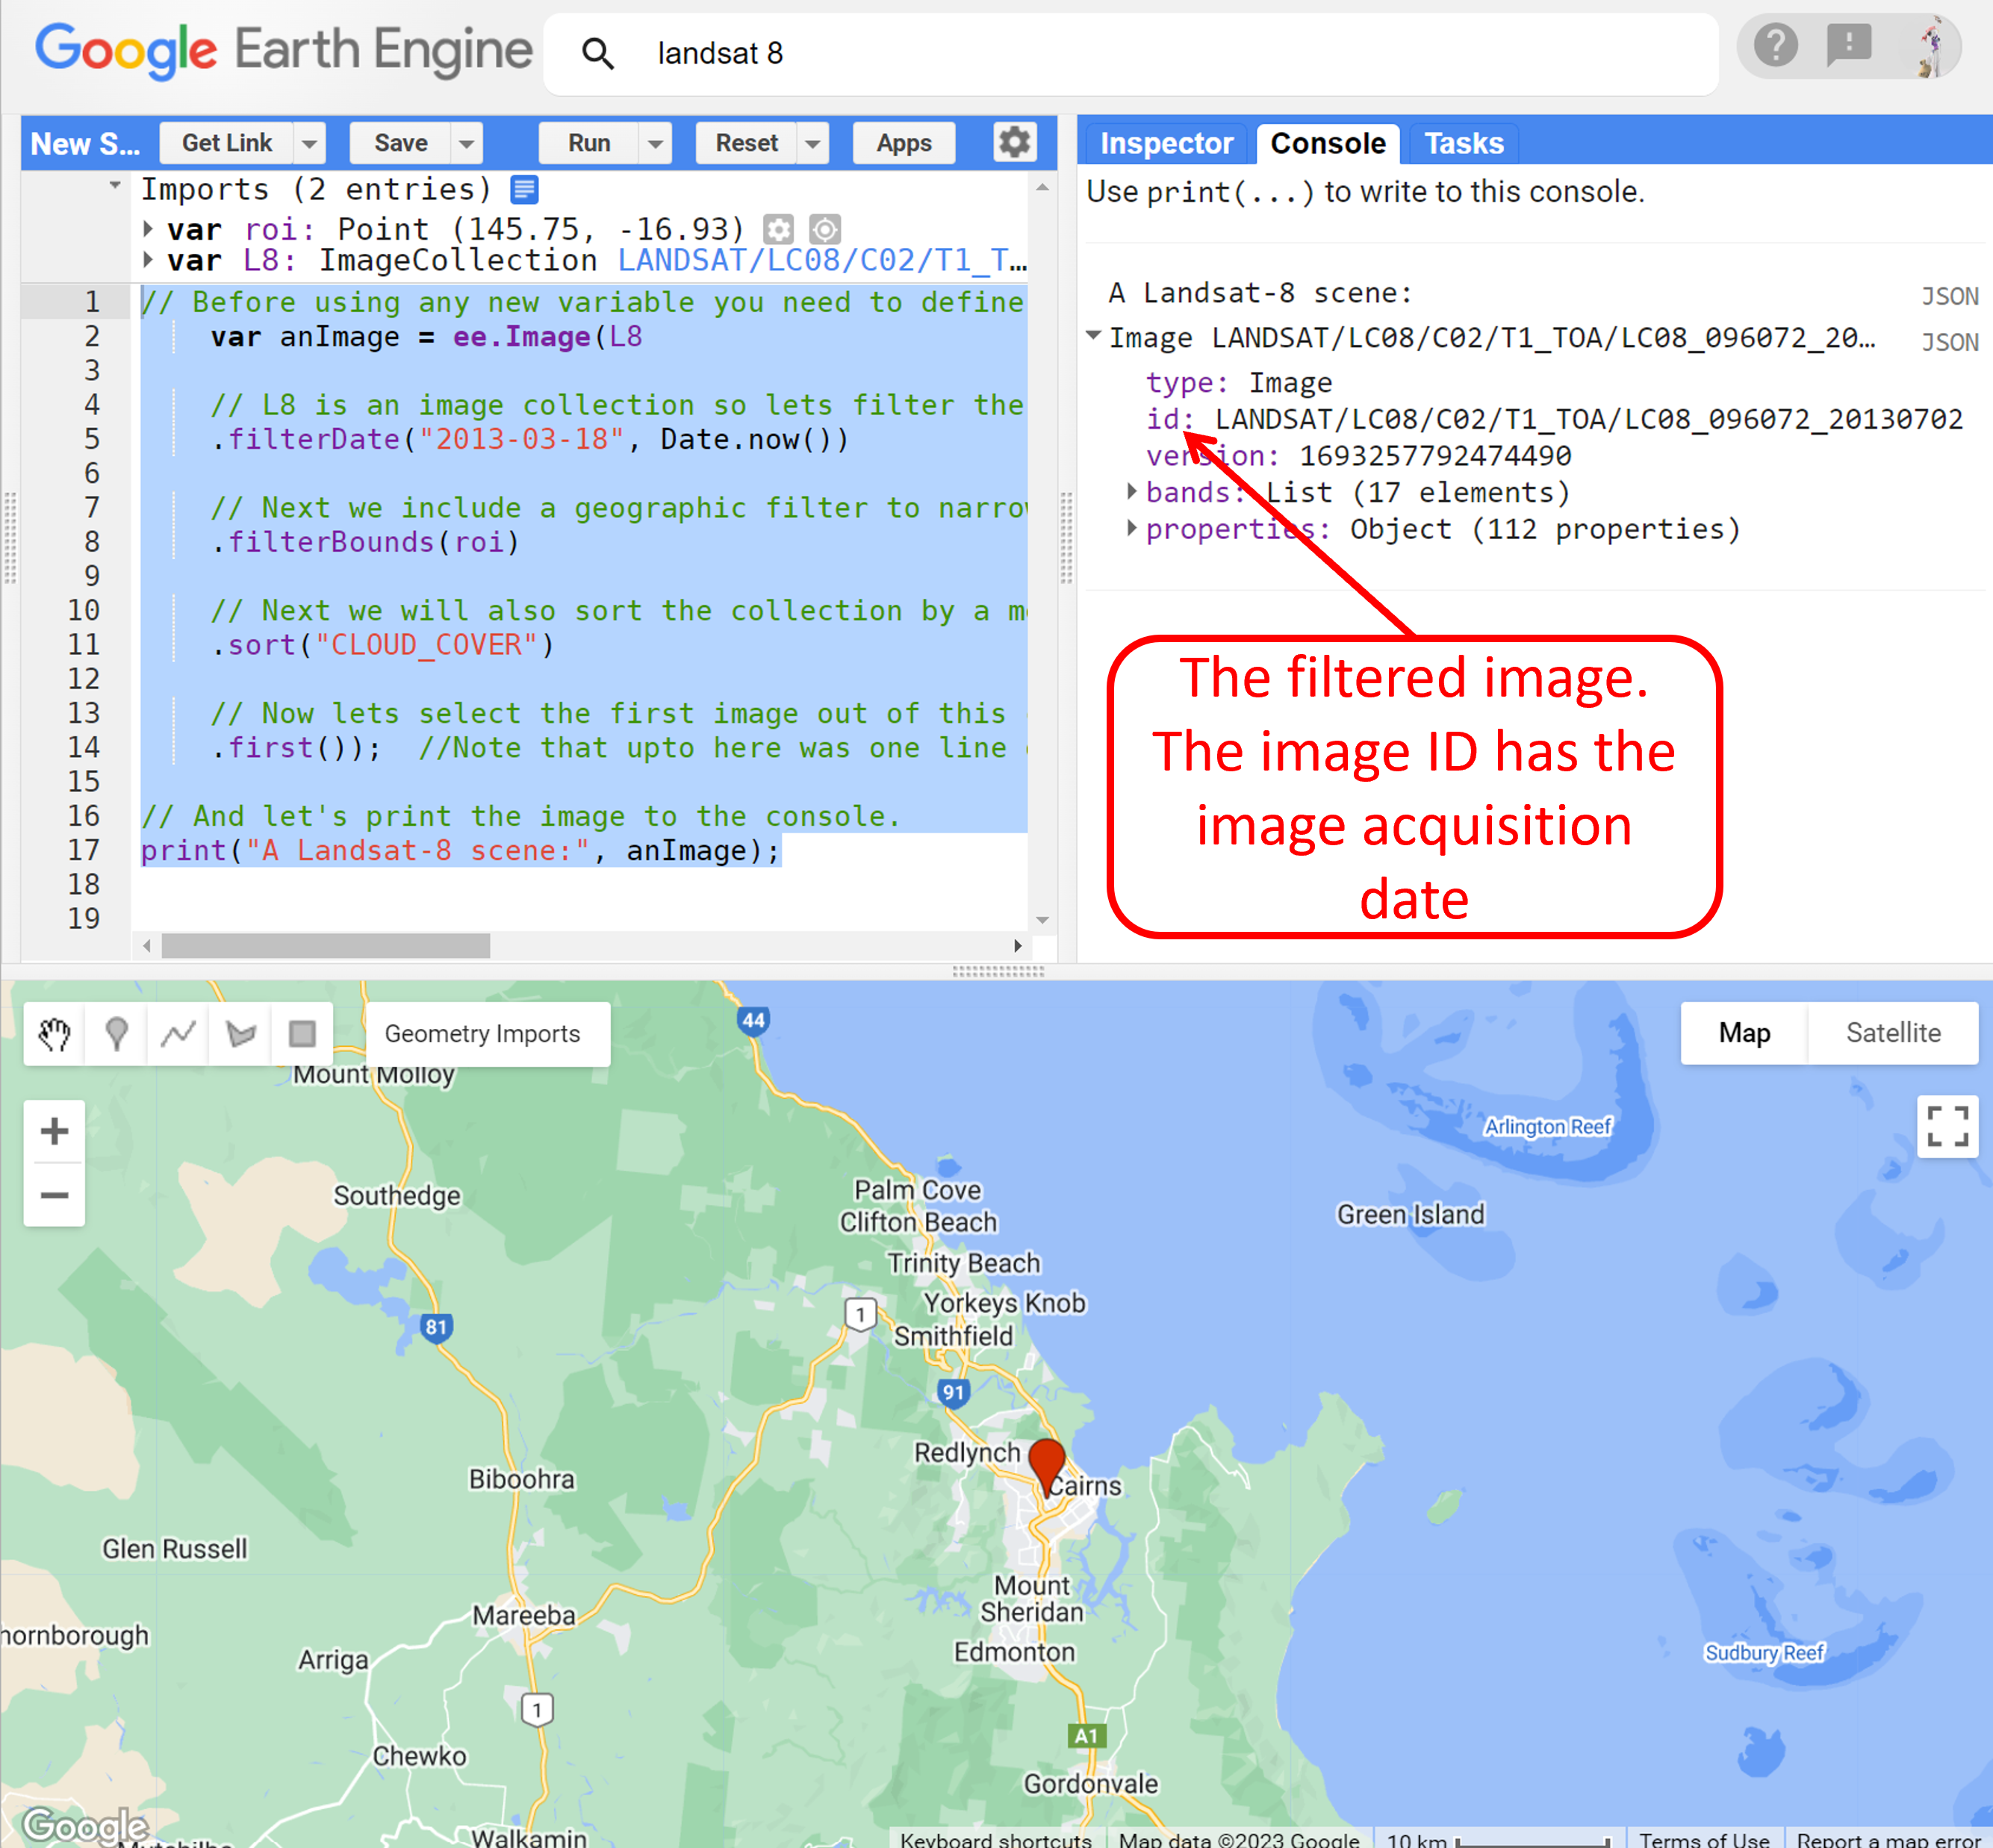 Google Earth Engine
landsat 8
New S...
Get Link
Save
Run
Reset
Apps
Inspector
Console
Tasks
Imports (2 entries)
var roi: Point (145.75, -16.93)
var L8: ImageCollection LANDSAT/LC08/C02/T1_T…
1 // Before using any new variable you need to define
2 var anImage = ee.Image(L8
3
4 // L8 is an image collection so lets filter the
5 .filterDate("2013-03-18", Date.now())
6
7 // Next we include a geographic filter to narrow
8 .filterBounds(roi)
9
10 // Next we will also sort the collection by a m
11 .sort("CLOUD_COVER")
12
13 // Now lets select the first image out of this
14 .first()); //Note that upto here was one line
15
16 // And let's print the image to the console.
17 print("A Landsat-8 scene:", anImage);
18
19
Use print(...) to write to this console.
A Landsat-8 scene:
JSON
Image LANDSAT/LC08/C02/T1_TOA/LC08_096072_20…
JSON
type: Image
id: LANDSAT/LC08/C02/T1_TOA/LC08_096072_20130702
version: 1693257792474490
bands: List (17 elements)
properties: Object (112 properties)
The filtered image.
The image ID has the
image acquisition
date
Geometry Imports
Map
Satellite
44
Mount Molloy
Arlington Reef
Southedge
Palm Cove
Clifton Beach
Green Island
Trinity Beach
Yorkeys Knob
1
81
Smithfield
91
Redlynch
Cairns
Biboohra
Glen Russell
Mount
Sheridan
Mareeba
hornborough
Edmonton
Sudbury Reef
Arriga
1
A1
Chewko
Gordonvale
Google
Walkamin
Keyboard shortcuts
Map data ©2023 Google
10 km
Terms of Use
Report a map error